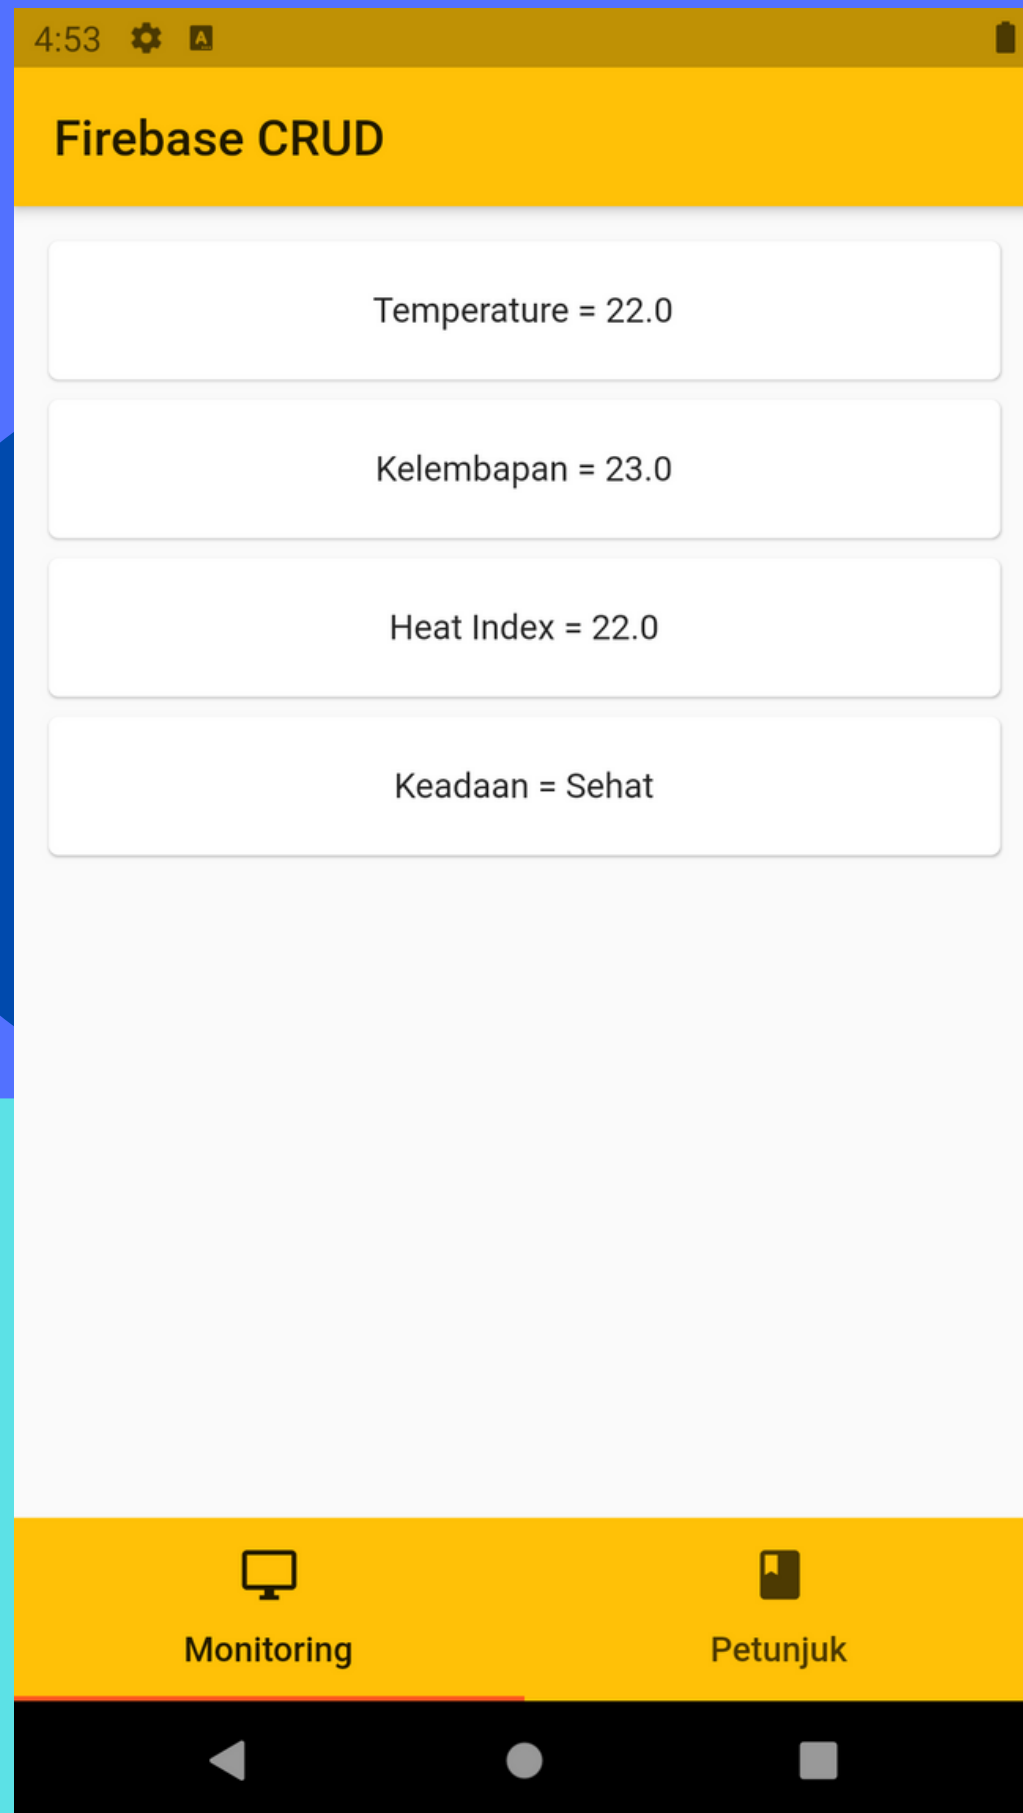 4:53
Firebase CRUD
Temperature = 22.0
Kelembapan = 23.0
Heat Index = 22.0
Keadaan = Sehat
Monitoring
Petunjuk